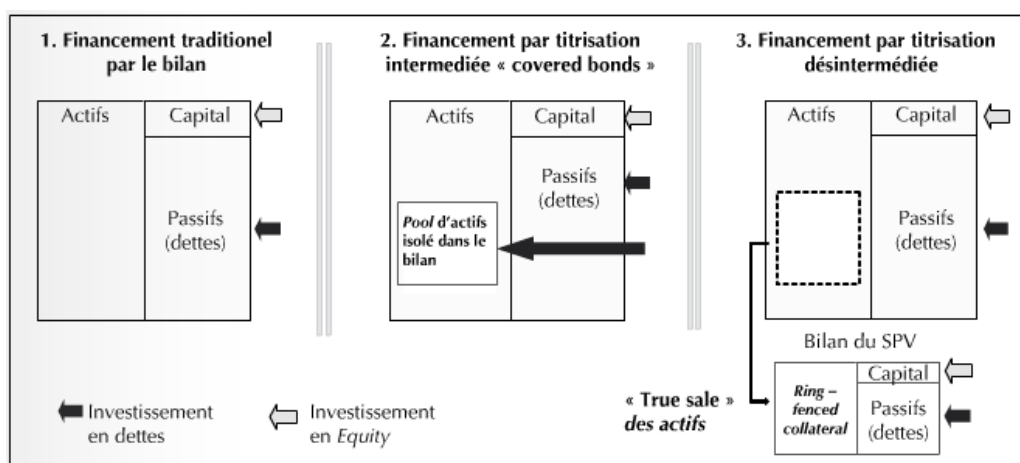 1. Financement traditionel
par le bilan
Actifs
Capital
Passifs
(dettes)
Investissement
en dettes
Investissement
en Equity
2. Financement par titrisation
intermediée « covered bonds »
Actifs
Capital
Passifs
(dettes)
Pool d'actifs
isolé dans le
bilan
3. Financement par titrisation
désintermédiée
Actifs
Capital
Passifs
(dettes)
Bilan du SPV
« True sale »
des actifs
Ring –
fenced
collateral
Capital
Passifs
(dettes)